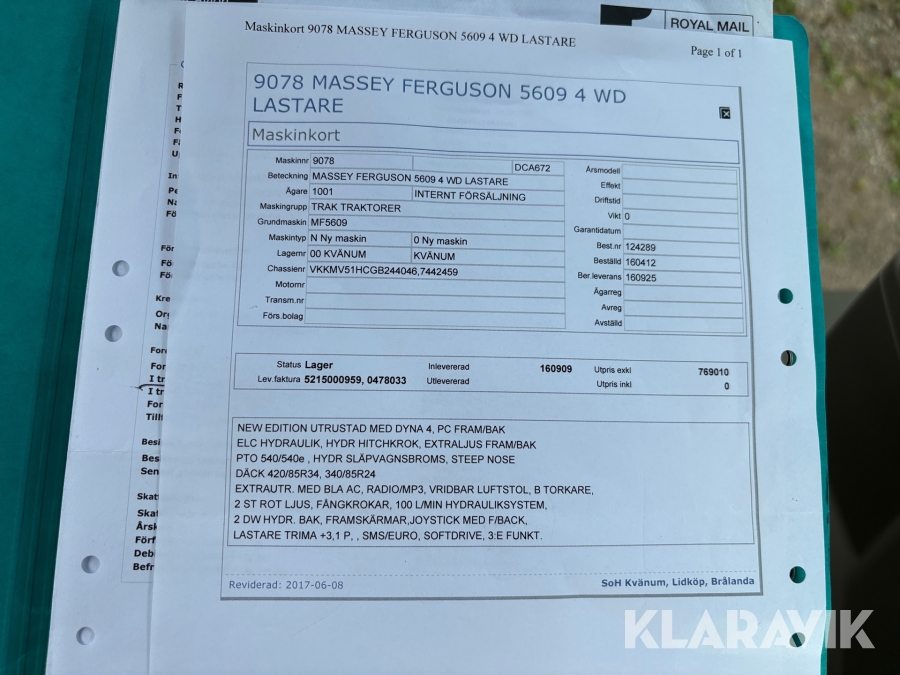 ROYAL MAIL
Maskinkort 9078 MASSEY FERGUSON 5609 4 WD LASTARE
Page 1 of 1
9078 MASSEY FERGUSON 5609 4 WD
LASTARE
Maskinkort
Maskinnr 9078 DCA672
Beteckning MASSEY FERGUSON 5609 4 WD LASTARE
Ägare 1001 INTERNT FÖRSÄLJNING
Maskingrupp TRAK TRAKTORER
Grundmaskin MF5609
Maskintyp N Ny maskin 0 Ny maskin
Lagernr 00 KVÄNUM KVÄNUM
Chassienr VKKMV51HCGB244046,7442459
Motornr
Transm.nr
Förs.bolag
Årsmodell
Effekt
Driftstid
Vikt 0
Garantidatum
Best.nr 124289
Beställd 160412
Ber.leverans 160925
Ägarreg
Avreg
Avställd
Status Lager Inlevererad 160909 Utpris exkl 769010
Lev.faktura 5215000959, 0478033 Utlevererad Utpris inkl 0
NEW EDITION UTRUSTAD MED DYNA 4, PC FRAM/BAK
ELC HYDRAULIK, HYDR HITCHKROK, EXTRALJUS FRAM/BAK
PTO 540/540e , HYDR SLÄPVAGNSBROMS, STEEP NOSE
DÄCK 420/85R34, 340/85R24
EXTRAUTR. MED BLA AC, RADIO/MP3, VRIDBAR LUFTSTOL, B TORKARE,
2 ST ROT LJUS, FÅNGKROKAR, 100 L/MIN HYDRAULIKSYSTEM,
2 DW HYDR. BAK, FRAMSKÄRMAR,JOYSTICK MED F/BACK,
LASTARE TRIMA +3,1 P, , SMS/EURO, SOFTDRIVE, 3:E FUNKT.
Reviderad: 2017-06-08
SoH Kvänum, Lidköp, Brålanda
KLARAVIK